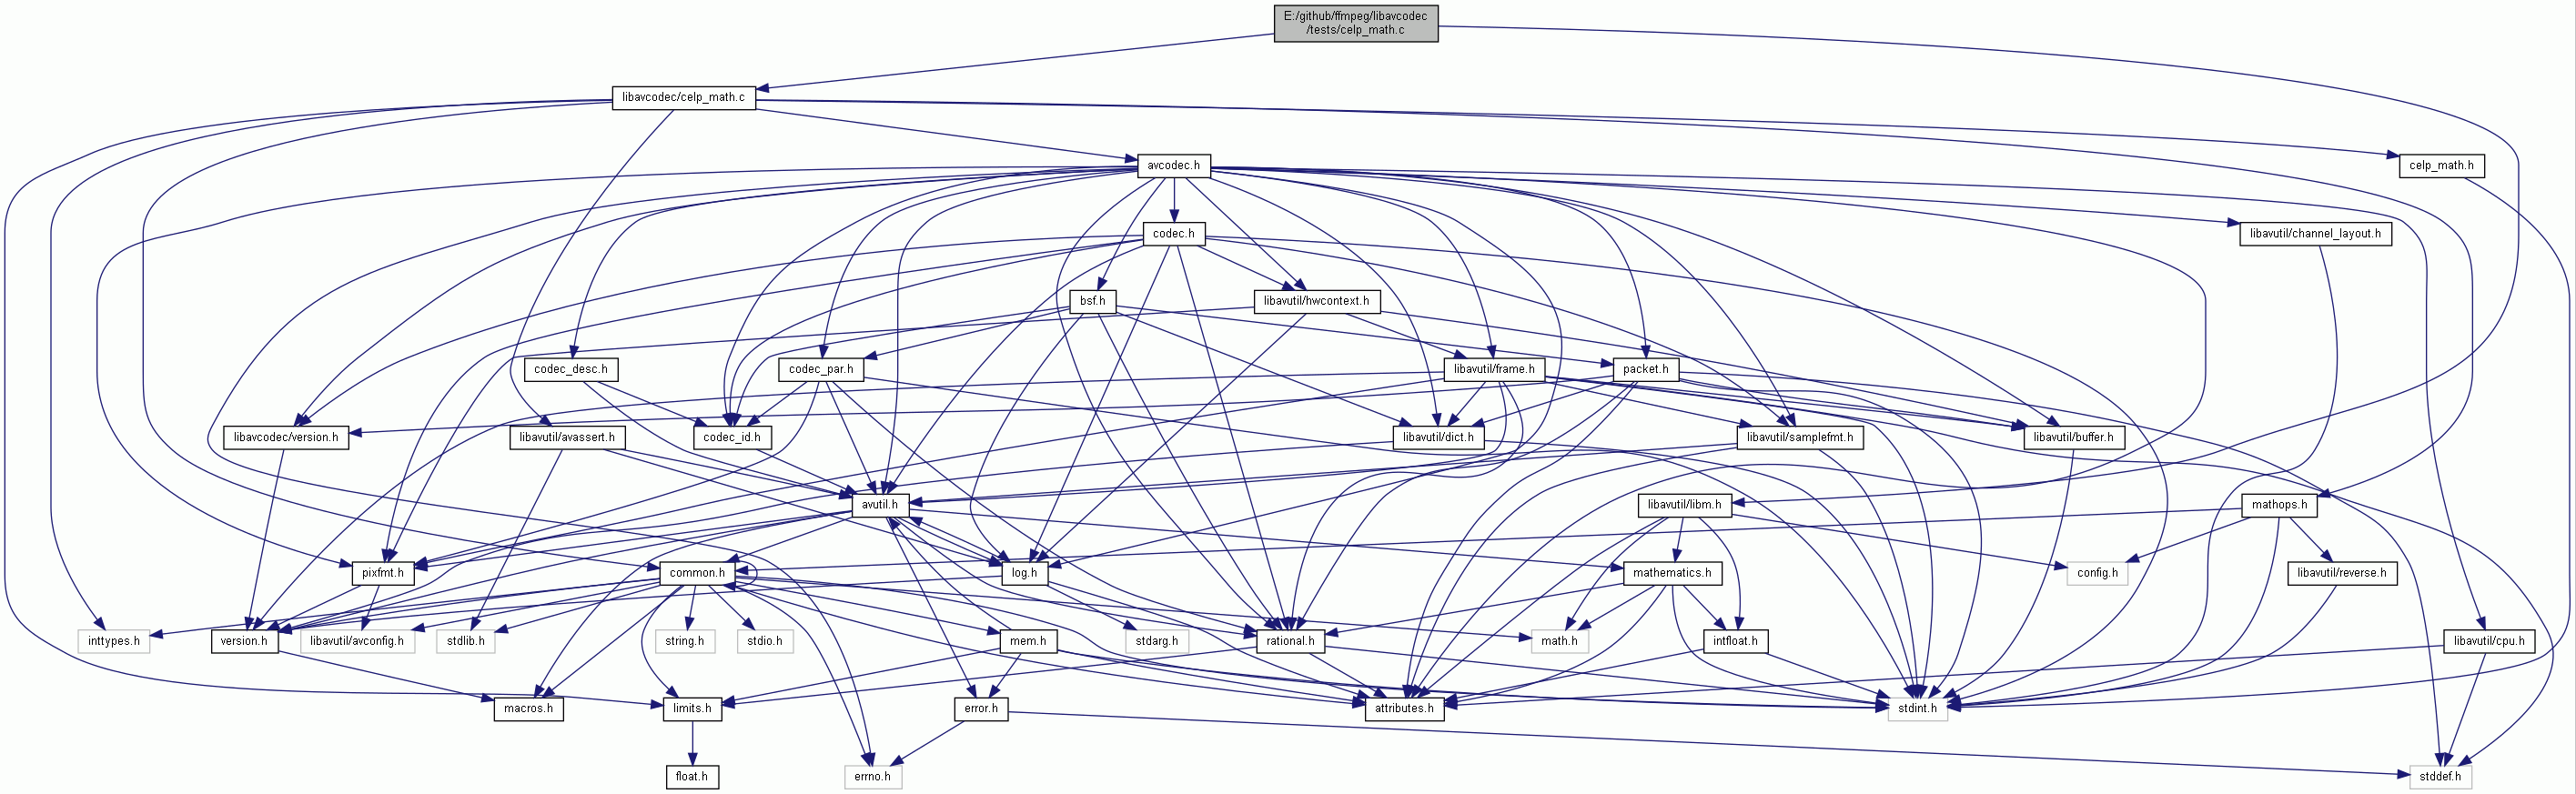 E:/github/ffmpeg/libavcodec
/tests/celp_math.c
libavcodec/celp_math.c
avcodec.h
celp_math.h
codec.h
libavutil/channel_layout.h
bsf.h
libavutil/hwcontext.h
codec_desc.h
codec_par.h
libavutil/frame.h
packet.h
libavcodec/version.h
libavutil/avassert.h
codec_id.h
libavutil/dict.h
libavutil/samplefmt.h
libavutil/buffer.h
avutil.h
libavutil/libm.h
mathops.h
pixfmt.h
common.h
log.h
mathematics.h
config.h
libavutil/reverse.h
inttypes.h
version.h
libavutil/avconfig.h
stdlib.h
string.h
stdio.h
mem.h
stdarg.h
rational.h
math.h
intfloat.h
libavutil/cpu.h
macros.h
limits.h
error.h
attributes.h
stdint.h
float.h
errno.h
stddef.h